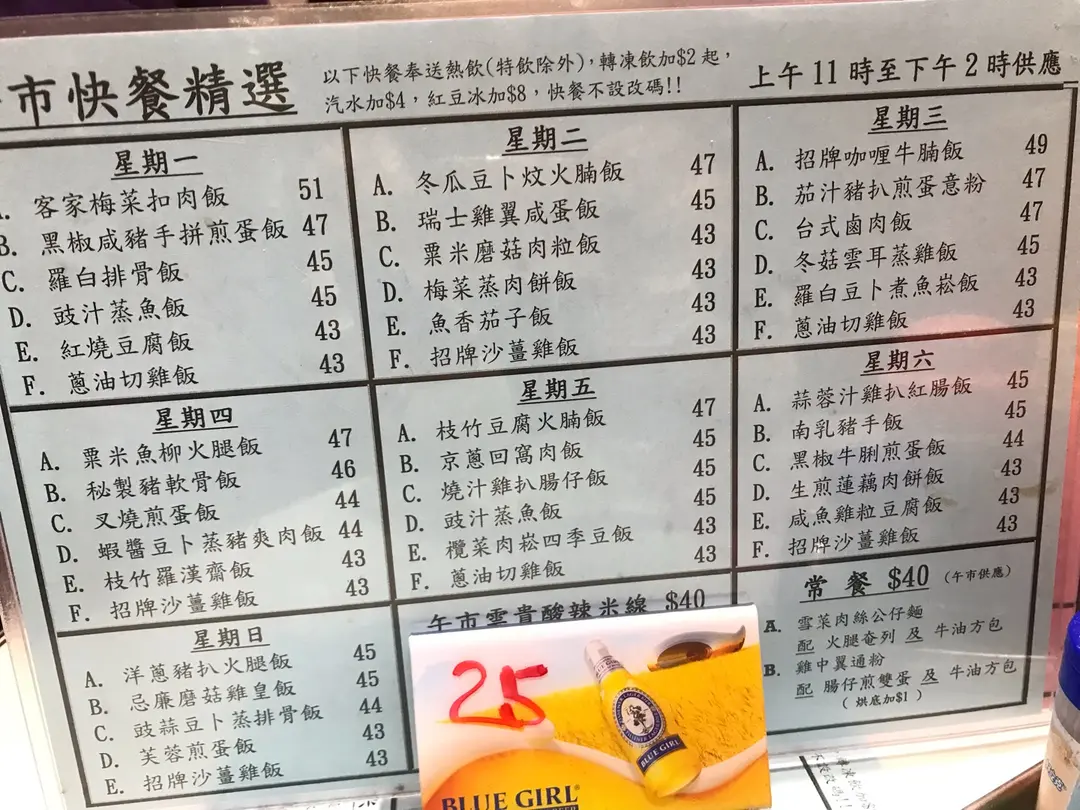 市快餐精選
以下快餐奉送熱飲(特飲除外), 轉凍飲加$2起,
汽水加$4, 紅豆冰加$8, 快餐不設改碼!!
上午11時至下午2時供應
星期一
客家梅菜扣肉飯 51
B. 黑椒咸豬手拼煎蛋飯 47
C. 羅白排骨飯 45
D. 豉汁蒸魚飯 45
E. 紅燒豆腐飯 43
F. 蔥油切雞飯 43
星期二
A. 冬瓜豆卜炆火腩飯 47
B. 瑞士雞翼咸蛋飯 45
C. 粟米磨菇肉粒飯 43
D. 梅菜蒸肉餅飯 43
E. 魚香茄子飯 43
F. 招牌沙薑雞飯 43
星期三
A. 招牌咖喱牛腩飯 49
B. 茄汁豬扒煎蛋意粉 47
C. 台式鹵肉飯 47
D. 冬菇雲耳蒸雞飯 45
E. 羅白豆卜煮魚崧飯 43
F. 蔥油切雞飯 43
星期四
A. 粟米魚柳火腿飯 47
B. 秘製豬軟骨飯 46
C. 叉燒煎蛋飯 44
D. 蝦醬豆卜蒸豬爽肉飯 44
E. 枝竹羅漢齋飯 43
F. 招牌沙薑雞飯 43
星期五
A. 枝竹豆腐火腩飯 47
B. 京蔥回窩肉飯 45
C. 燒汁雞扒腸仔飯 45
D. 豉汁蒸魚飯 45
E. 欖菜肉崧四季豆飯 43
F. 蔥油切雞飯 43
星期六
A. 蒜蓉汁雞扒紅腸飯 45
B. 南乳豬手飯 45
C. 黑椒牛脷煎蛋飯 44
D. 生煎蓮藕肉餅飯 43
E. 咸魚雞粒豆腐飯 43
F. 招牌沙薑雞飯 43
星期日
A. 洋蔥豬扒火腿飯 45
B. 忌廉磨菇雞皇飯 45
C. 豉蒜豆卜蒸排骨飯 44
D. 芙蓉煎蛋飯 43
E. 招牌沙薑雞飯 43
午市雲貴酸辣米線 $40
常餐 $40 (午市供應)
A. 雪菜肉絲公仔麵
配 火腿奄列 及 牛油方包
B. 雞中翼通粉
配 腸仔煎雙蛋 及 牛油方包
(烘底加$1)
25
BLUE GIRL
BLUE GIRL